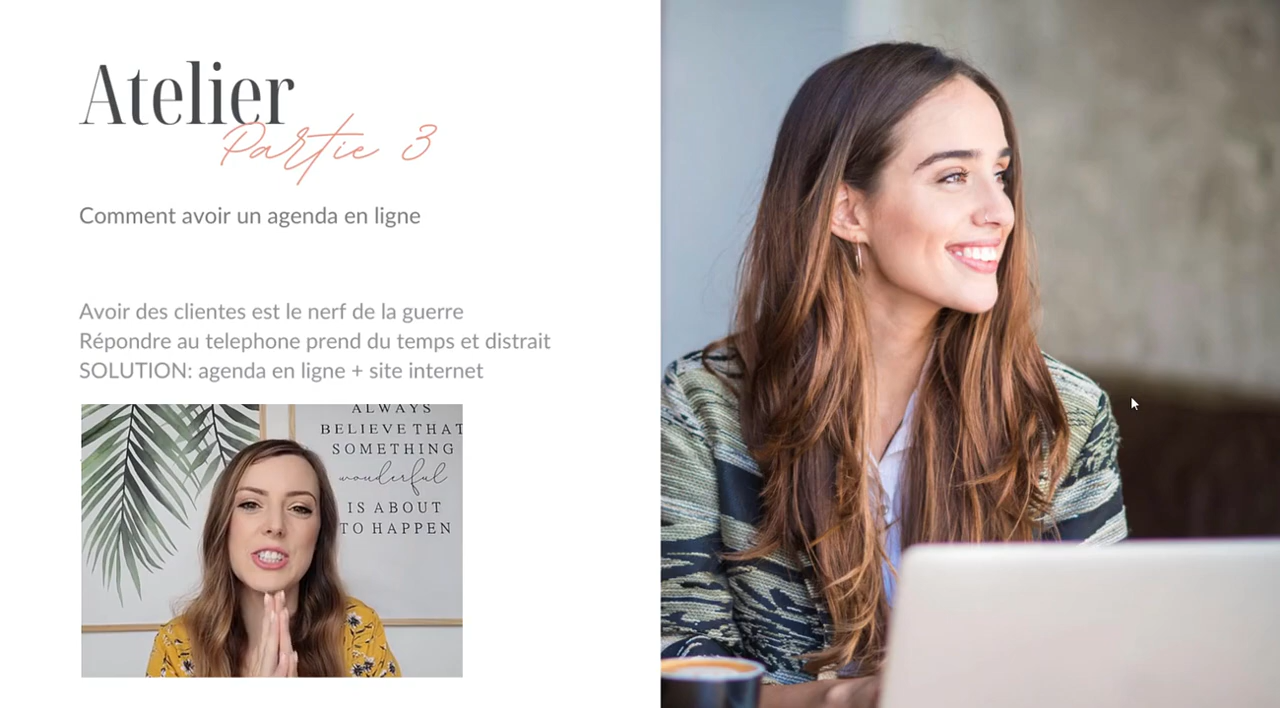 Atelier
Partie 3
Comment avoir un agenda en ligne
Avoir des clientes est le nerf de la guerre
Répondre au telephone prend du temps et distrait
SOLUTION: agenda en ligne + site internet
ALWAYS
BELIEVE THAT
SOMETHING
wonderful
IS ABOUT
TO HAPPEN